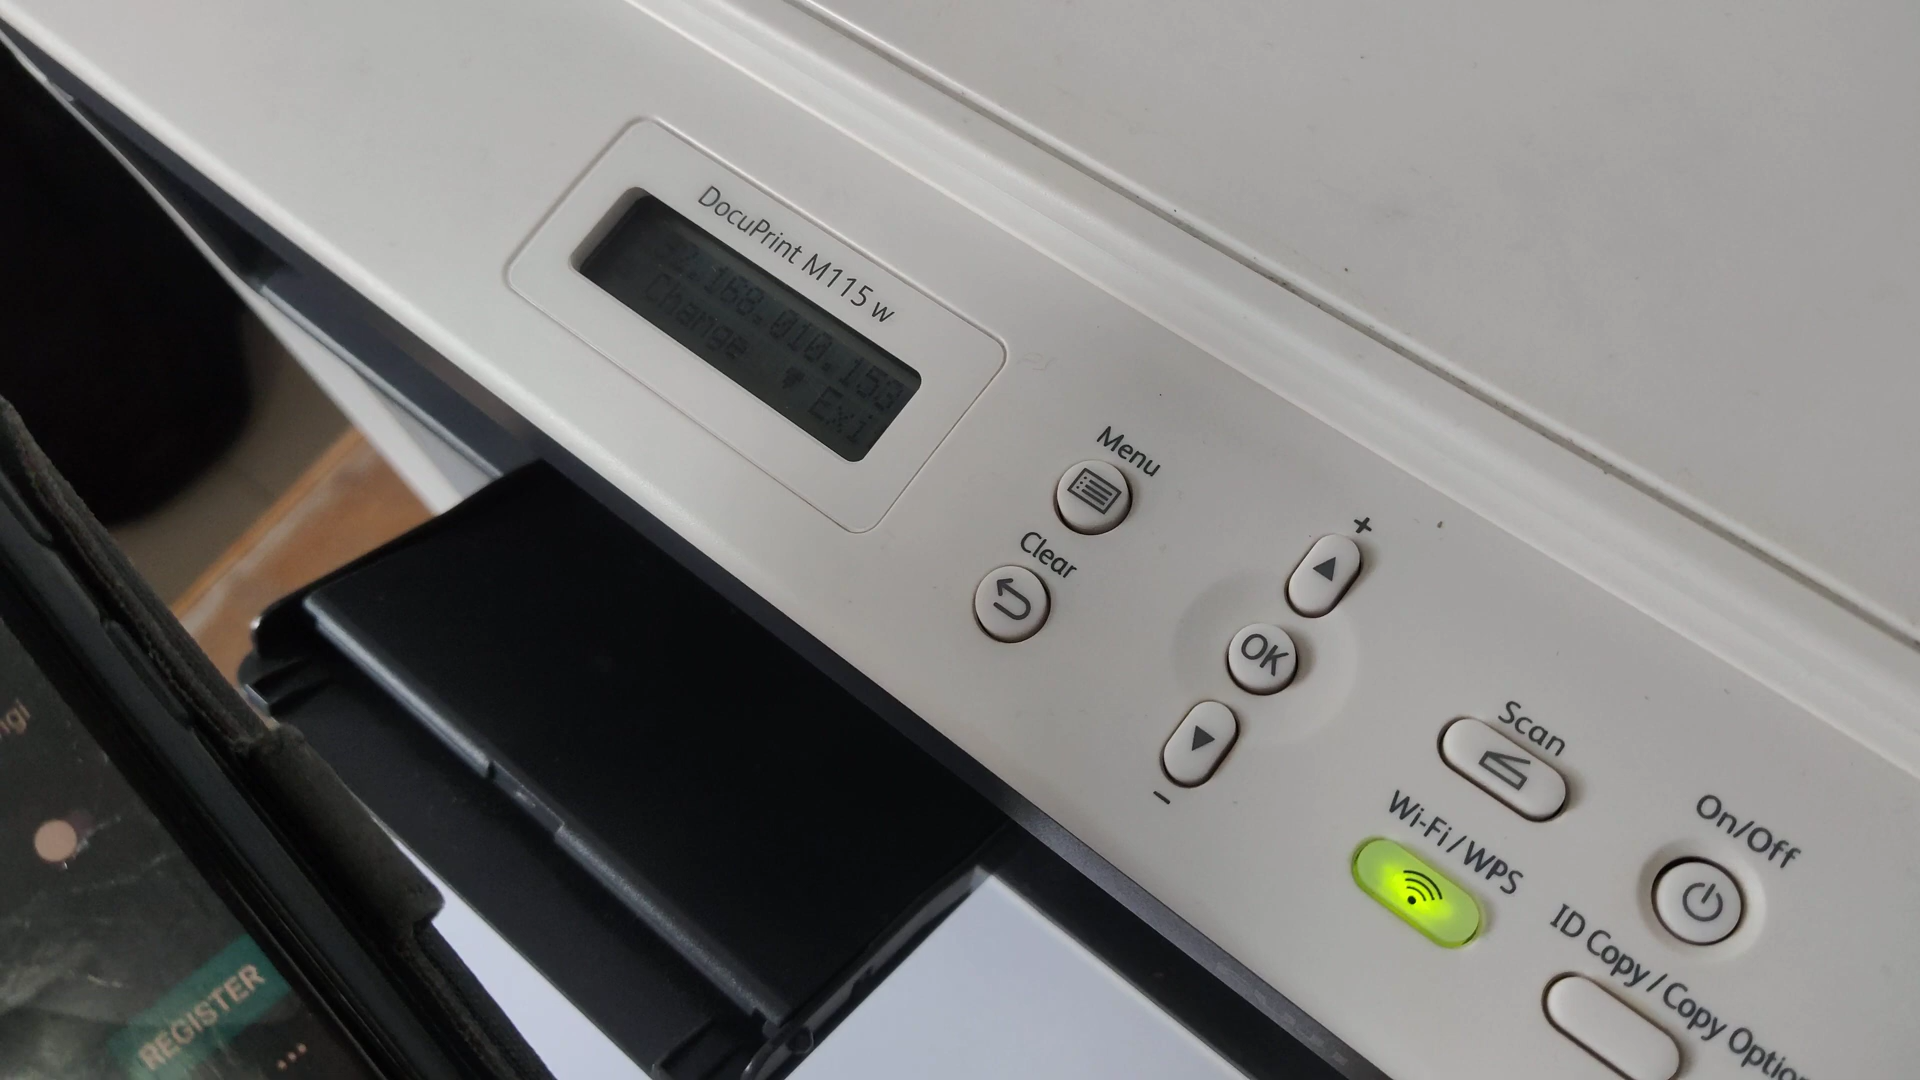 DocuPrint M115 w
.168.010.153
Change ▼ Exi
Menu
Clear
+
OK
-
Scan
Wi-Fi/WPS
On/Off
ID Copy/Copy Optio
REGISTER
...